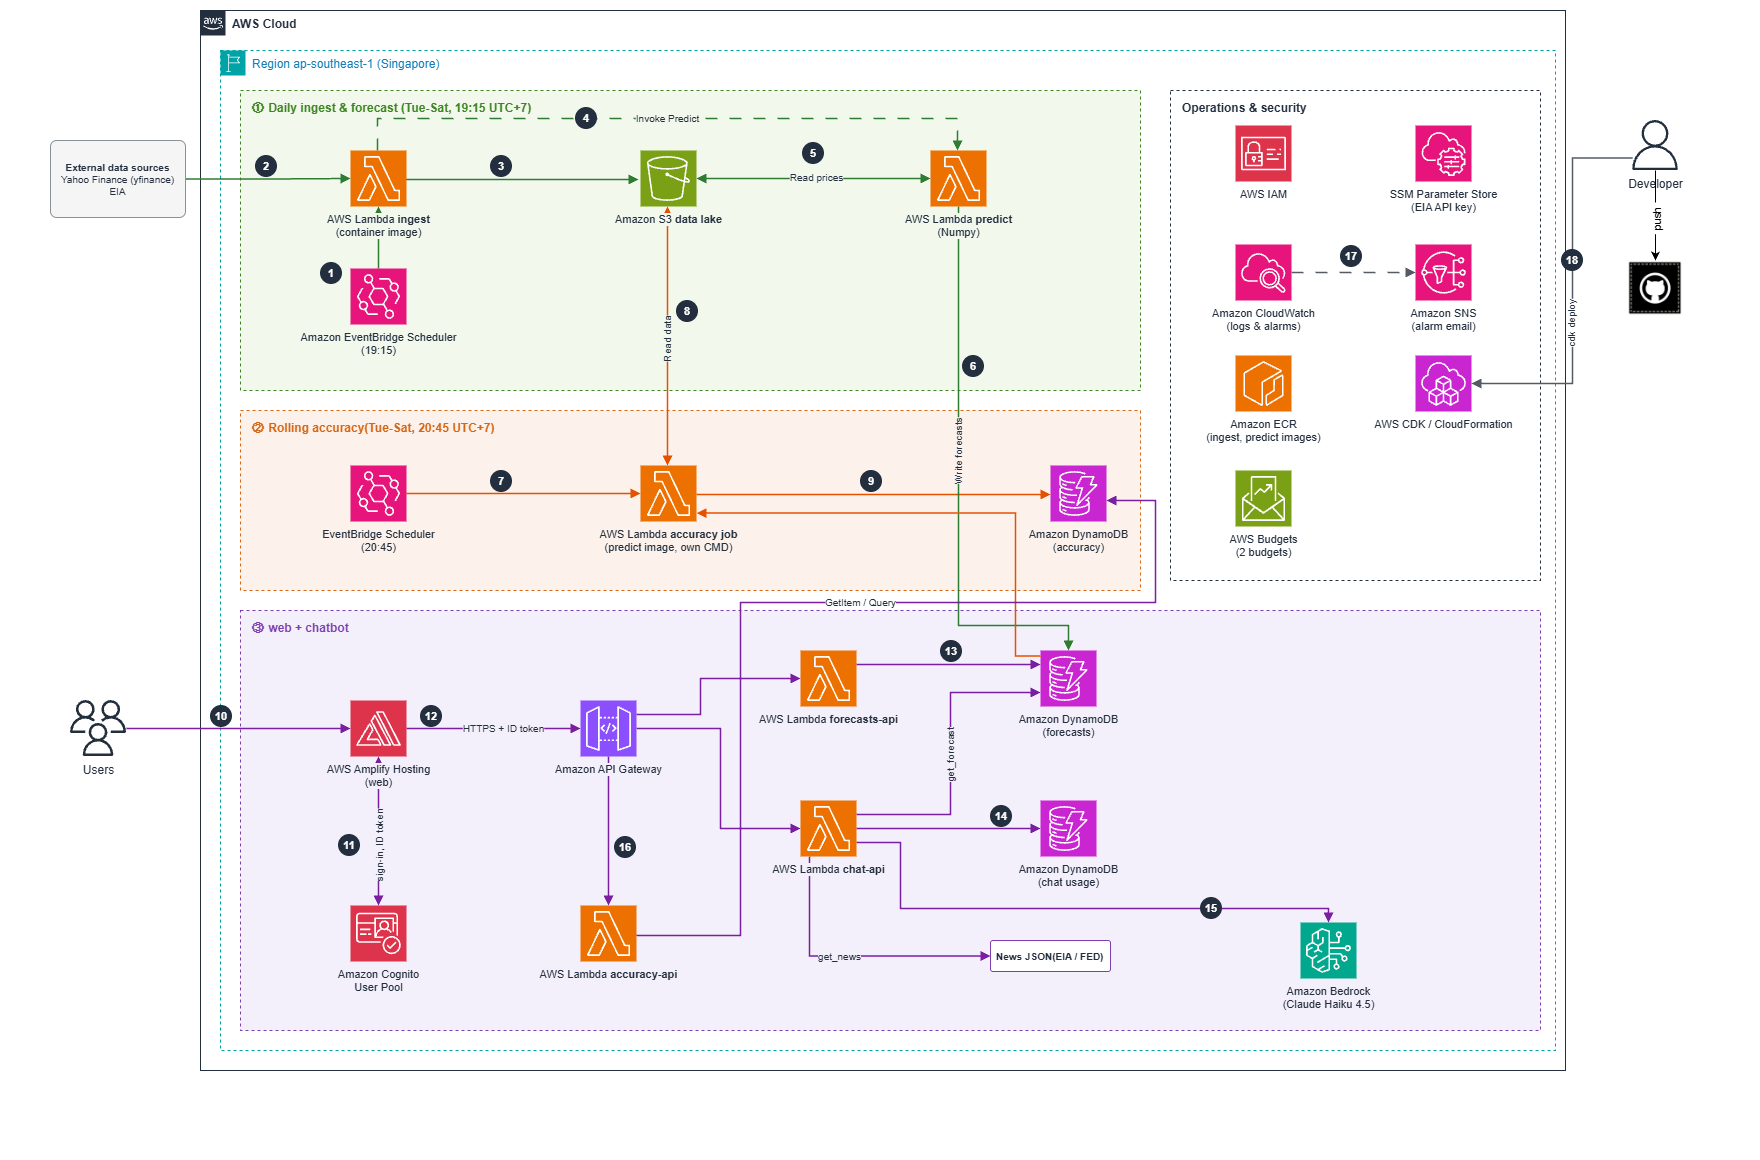 aws
AWS Cloud
Region ap-southeast-1 (Singapore)
① Daily ingest & forecast (Tue-Sat, 19:15 UTC+7)
4
Invoke Predict
External data sources
Yahoo Finance (yfinance)
EIA
2
3
5
Read prices
AWS Lambda ingest
(container image)
Amazon S3 data lake
AWS Lambda predict
(Numpy)
1
Amazon EventBridge Scheduler
(19:15)
8
Read data
6
Write forecasts
② Rolling accuracy(Tue-Sat, 20:45 UTC+7)
7
9
EventBridge Scheduler
(20:45)
AWS Lambda accuracy job
(predict image, own CMD)
Amazon DynamoDB
(accuracy)
GetItem / Query
Operations & security
AWS IAM
SSM Parameter Store
(EIA API key)
17
Amazon CloudWatch
(logs & alarms)
Amazon SNS
(alarm email)
Amazon ECR
(ingest, predict images)
AWS CDK / CloudFormation
AWS Budgets
(2 budgets)
Developer
push
18
cdk deploy
③ web + chatbot
Users
10
12
HTTPS + ID token
AWS Amplify Hosting
(web)
Amazon API Gateway
13
AWS Lambda forecasts-api
Amazon DynamoDB
(forecasts)
get_forecast
11
sign-in, ID token
16
14
AWS Lambda chat-api
Amazon DynamoDB
(chat usage)
15
Amazon Cognito
User Pool
AWS Lambda accuracy-api
get_news
News JSON(EIA / FED)
Amazon Bedrock
(Claude Haiku 4.5)